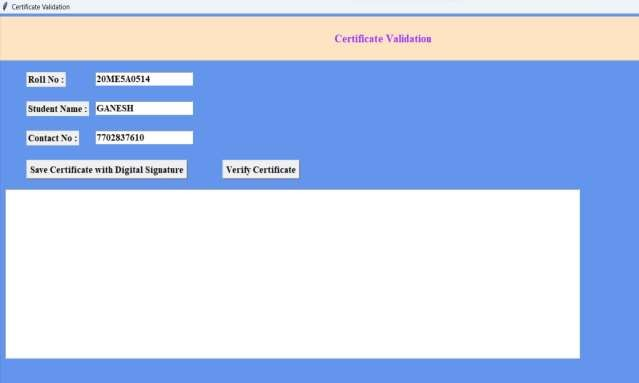 Certificate Validation
Certificate Validation
Roll No : 20ME5A0514
Student Name : GANESH
Contact No : 7702837610
Save Certificate with Digital Signature Verify Certificate